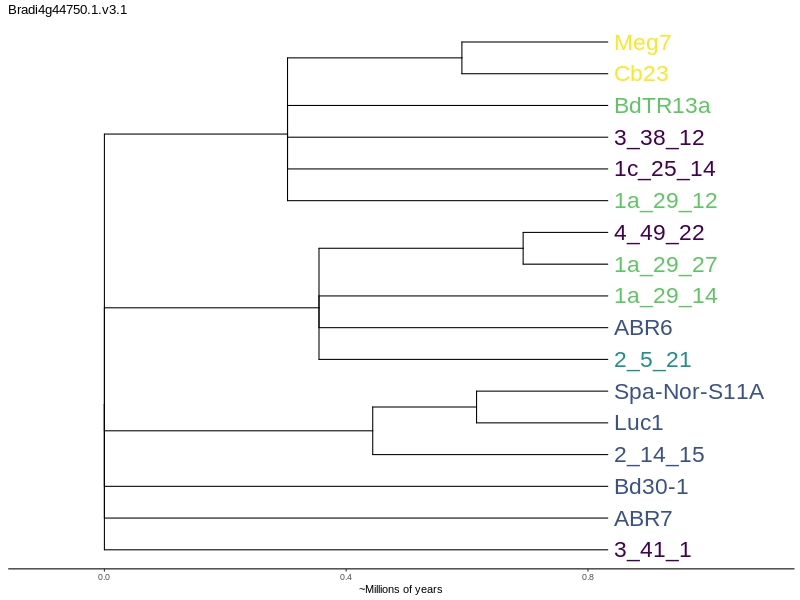 Bradi4g44750.1.v3.1
Meg7
Cb23
BdTR13a
3_38_12
1c_25_14
1a_29_12
4_49_22
1a_29_27
1a_29_14
ABR6
2_5_21
Spa-Nor-S11A
Luc1
2_14_15
Bd30-1
ABR7
3_41_1
0.0 0.4 0.8
~Millions of years